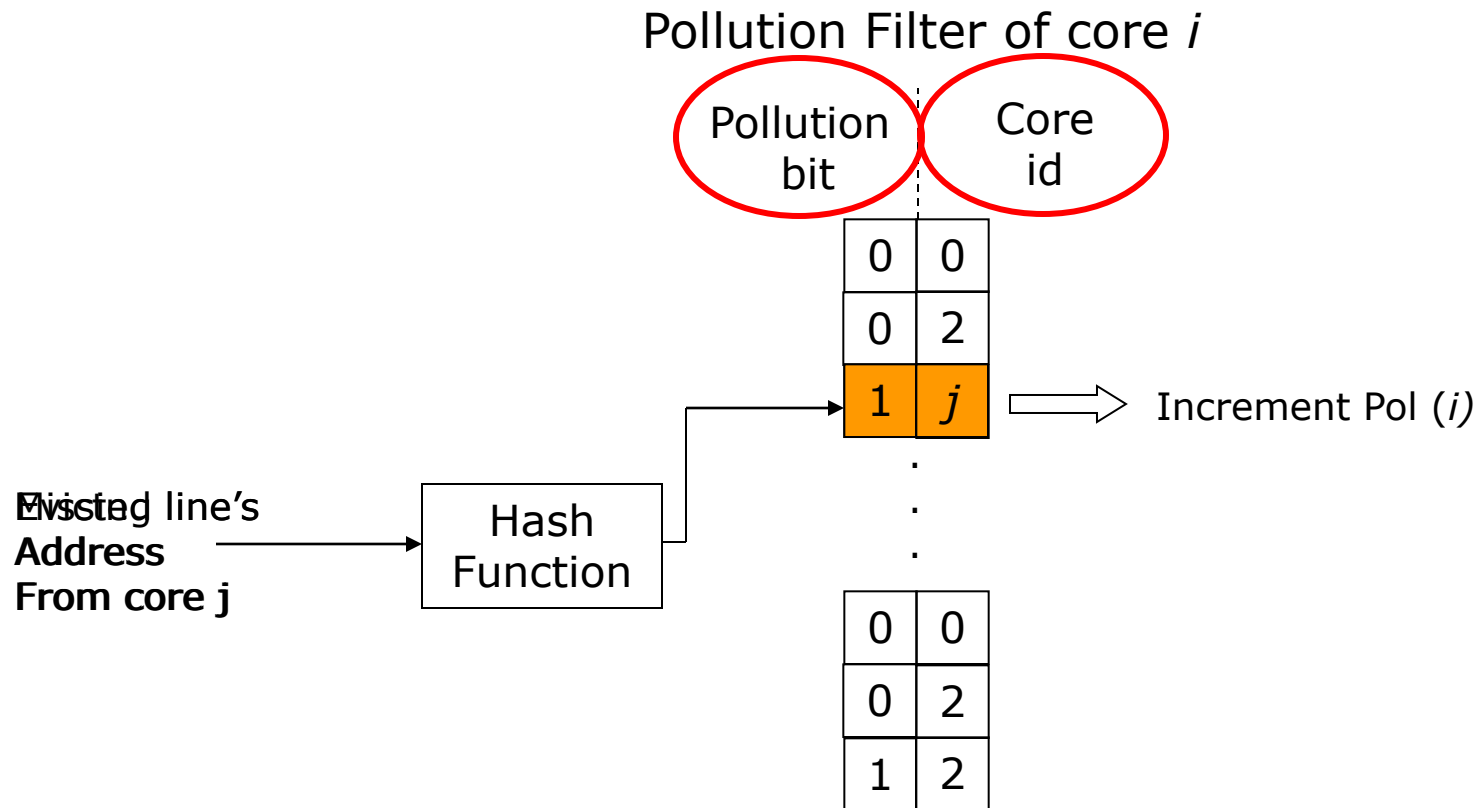 Pollution Filter of core i
Pollution
bit
Core
id
0 0
0 2
1 j
Increment Pol (i)
.
.
.
line's
Address
From core j
Hash
Function
0 0
0 2
1 2